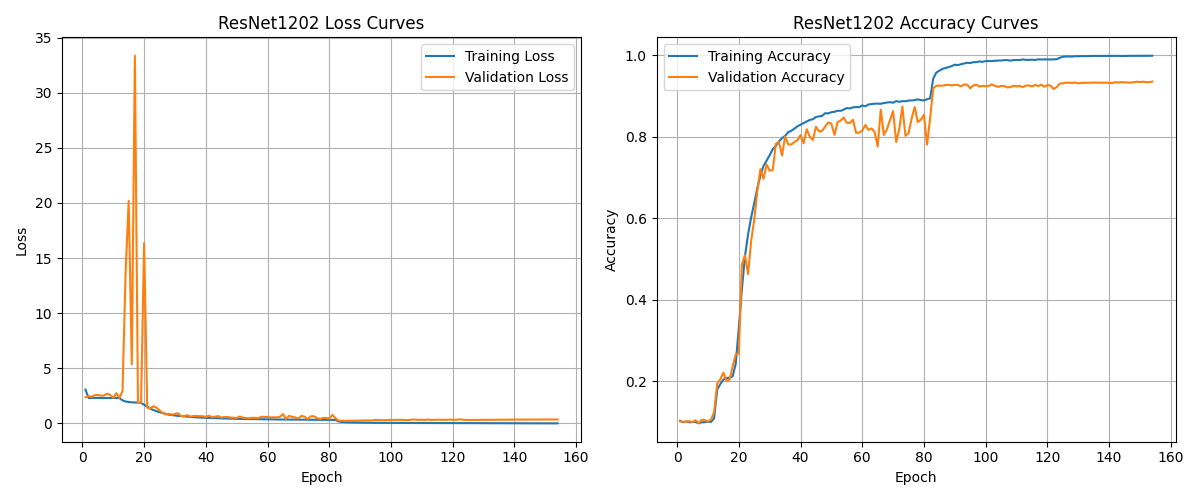 ResNet1202 Loss Curves
Training Loss
Validation Loss
Loss
35
30
25
20
15
10
5
0
0 20 40 60 80 100 120 140 160
Epoch
ResNet1202 Accuracy Curves
Training Accuracy
Validation Accuracy
Accuracy
1.0
0.8
0.6
0.4
0.2
0 20 40 60 80 100 120 140 160
Epoch